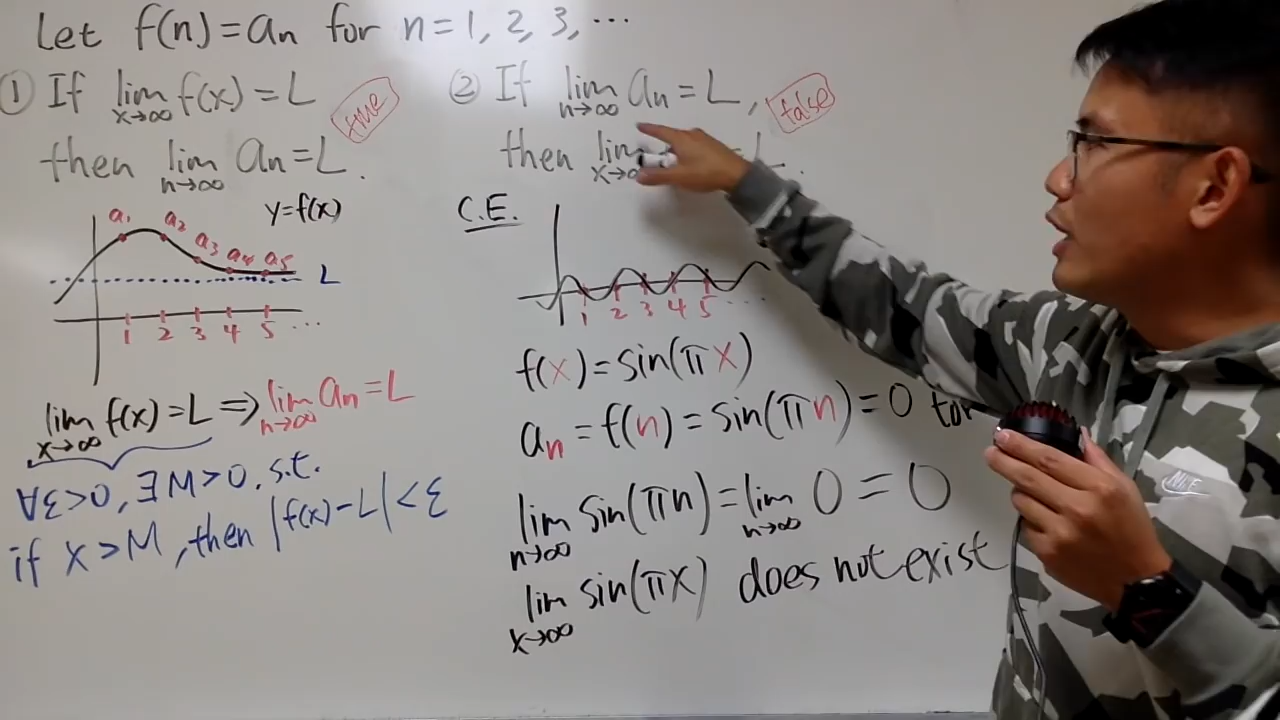 Let f(n) = aₙ for n = 1, 2, 3, ...
① If lim x→∞ f(x) = L true
then lim n→∞ aₙ = L.
y = f(x)
a₁ a₂ a₃ a₄ a₅
L
1 2 3 4 5 ...
lim x→∞ f(x) = L ⇒ lim n→∞ aₙ = L
∀ε>0, ∃M>0, s.t.
if x > M, then |f(x) - L| < ε
② If lim n→∞ aₙ = L, false
then lim = L.
C.E.
1 2 3 4 5 ...
f(x) = sin(πx)
aₙ = f(n) = sin(πn) = 0 for
lim n→∞ sin(πn) = lim n→∞ 0 = 0
lim x→∞ sin(πx) does not exist